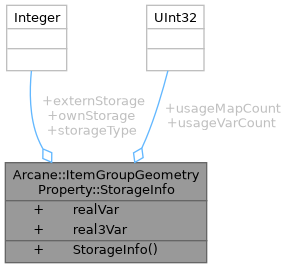 Integer
UInt32
+externStorage
+ownStorage
+storageType
+usageMapCount
+usageVarCount
Arcane::ItemGroupGeometry
Property::StorageInfo
+ realVar
+ real3Var
+ StorageInfo()